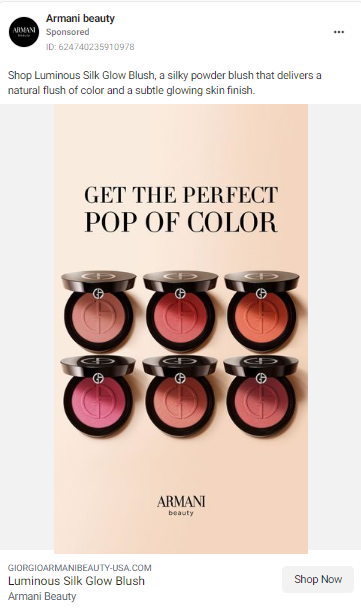 ARMANI
beauty
Armani beauty
Sponsored
ID: 624740235910978
Shop Luminous Silk Glow Blush, a silky powder blush that delivers a
natural flush of color and a subtle glowing skin finish.
GET THE PERFECT
POP OF COLOR
ARMANI
beauty
GIORGIOARMANIBEAUTY-USA.COM
Luminous Silk Glow Blush
Armani Beauty
Shop Now